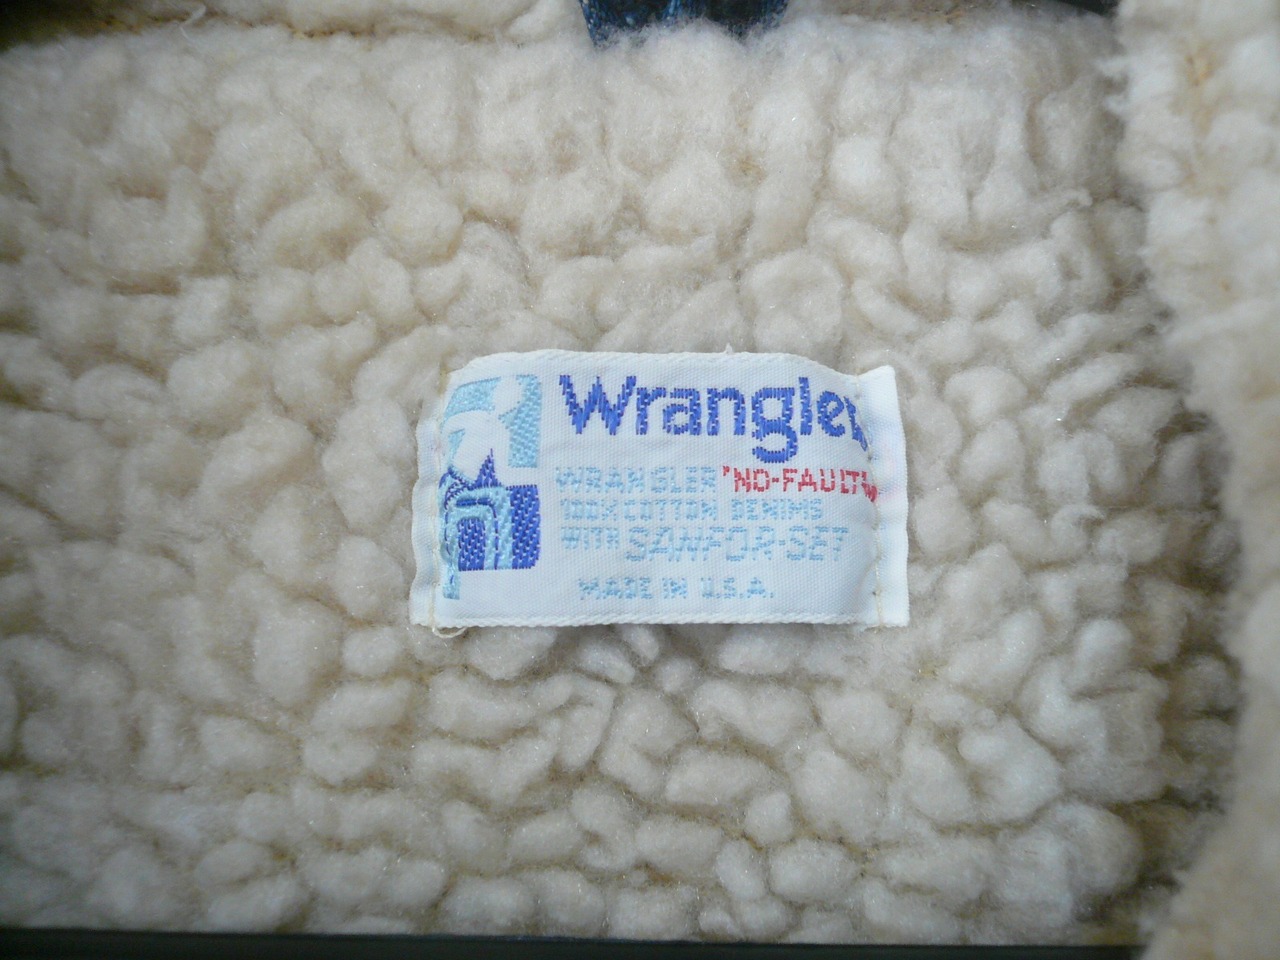 Wrangler
WRANGLER "NO-FAULT"
100% COTTON DENIMS
WITH SANFOR-SET
MADE IN U.S.A.